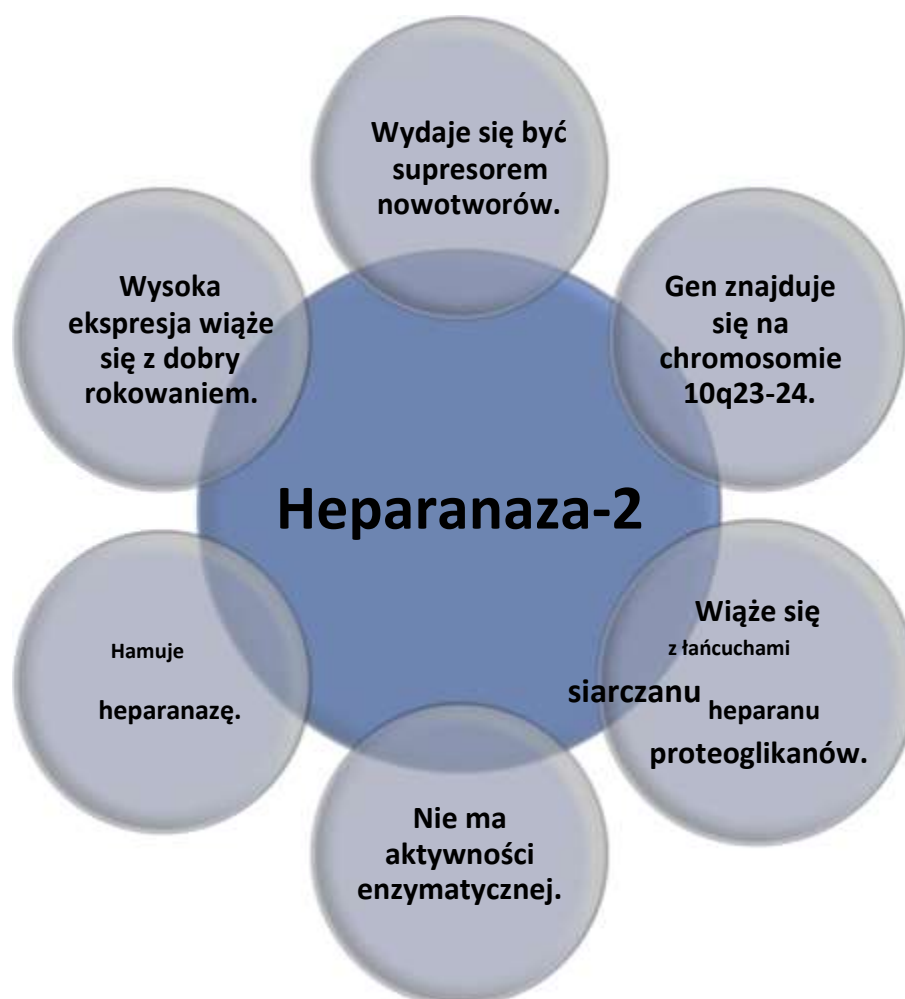 Wydaje się być
supresorem
nowotworów.
Wysoka
ekspresja wiąże
się z dobry
rokowaniem.
Gen znajduje
się na
chromosomie
10q23-24.
Heparanaza-2
Hamuje
heparanazę.
Wiąże się
z łańcuchami
siarczanu
heparanu
proteoglikanów.
Nie ma
aktywności
enzymatycznej.